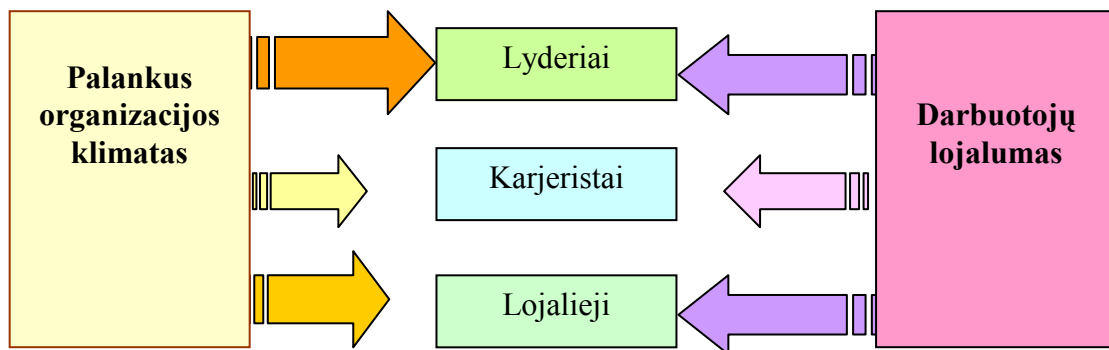 Palankus
organizacijos
klimatas
Lyderiai
Karjeristai
Lojalieji
Darbuotojų
lojalumas